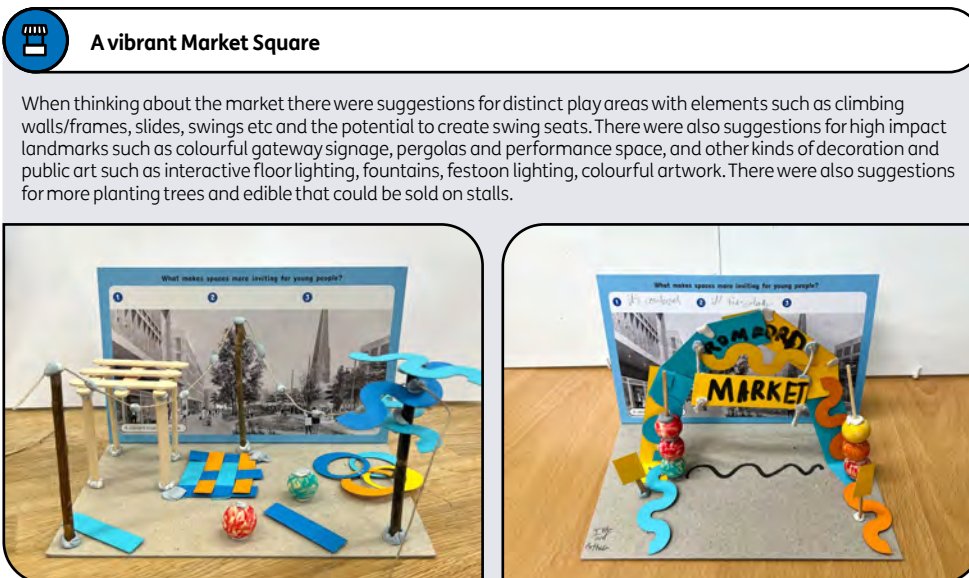 A vibrant Market Square
When thinking about the market there were suggestions for distinct play areas with elements such as climbing
walls/frames, slides, swings etc and the potential to create swing seats. There were also suggestions for high impact
landmarks such as colourful gateway signage, pergolas and performance space, and other kinds of decoration and
public art such as interactive floor lighting, fountains, festoon lighting, colourful artwork. There were also suggestions
for more planting trees and edible that could be sold on stalls.
What makes spaces more inviting for young people?
1 2 3
What makes spaces more inviting for young people?
1 2 3
ROMFORD
MARKET